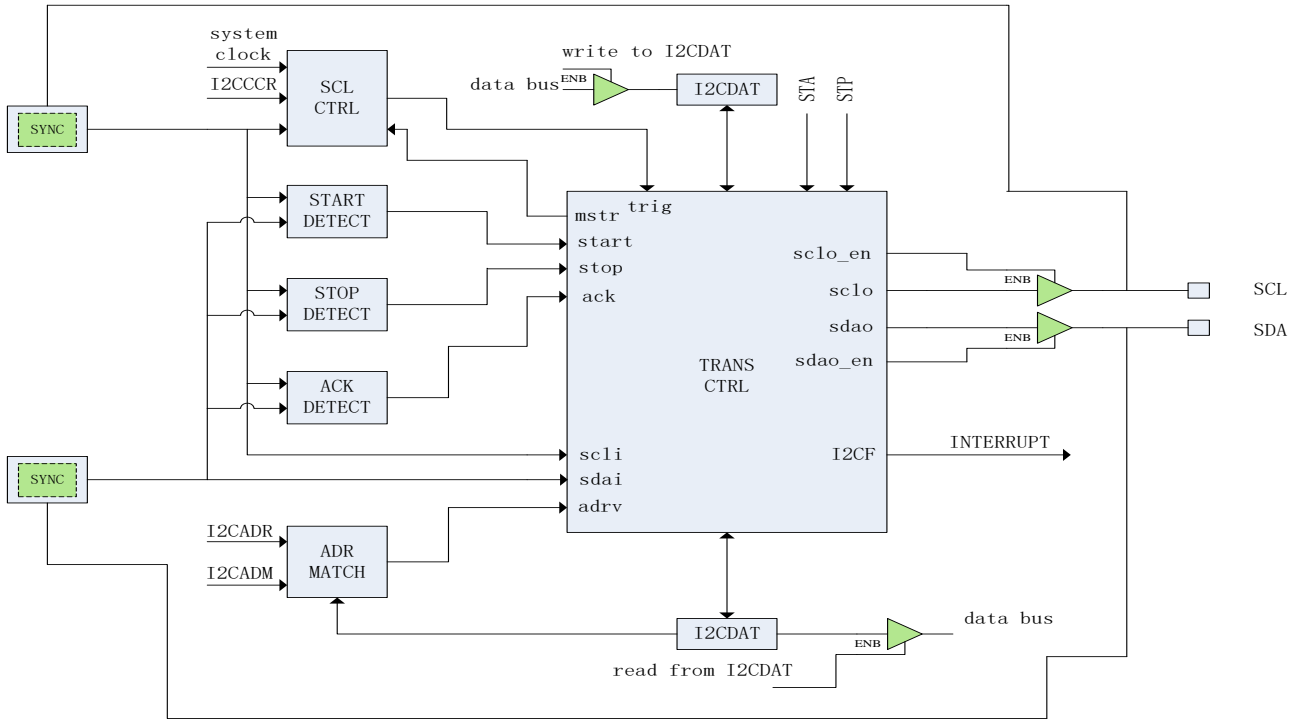 system
clock
I2CCCR
SYNC
SCL
CTRL
write to I2CDAT
data bus
ENB
I2CDAT
STA
STP
START
DETECT
STOP
DETECT
ACK
DETECT
trig
mstr
start
stop
ack
scli
sdai
adrv
TRANS
CTRL
sclo_en
sclo
sdao
sdao_en
I2CF
ENB
ENB
SCL
SDA
INTERRUPT
SYNC
I2CADR
I2CADM
ADR
MATCH
I2CDAT
ENB
data bus
read from I2CDAT